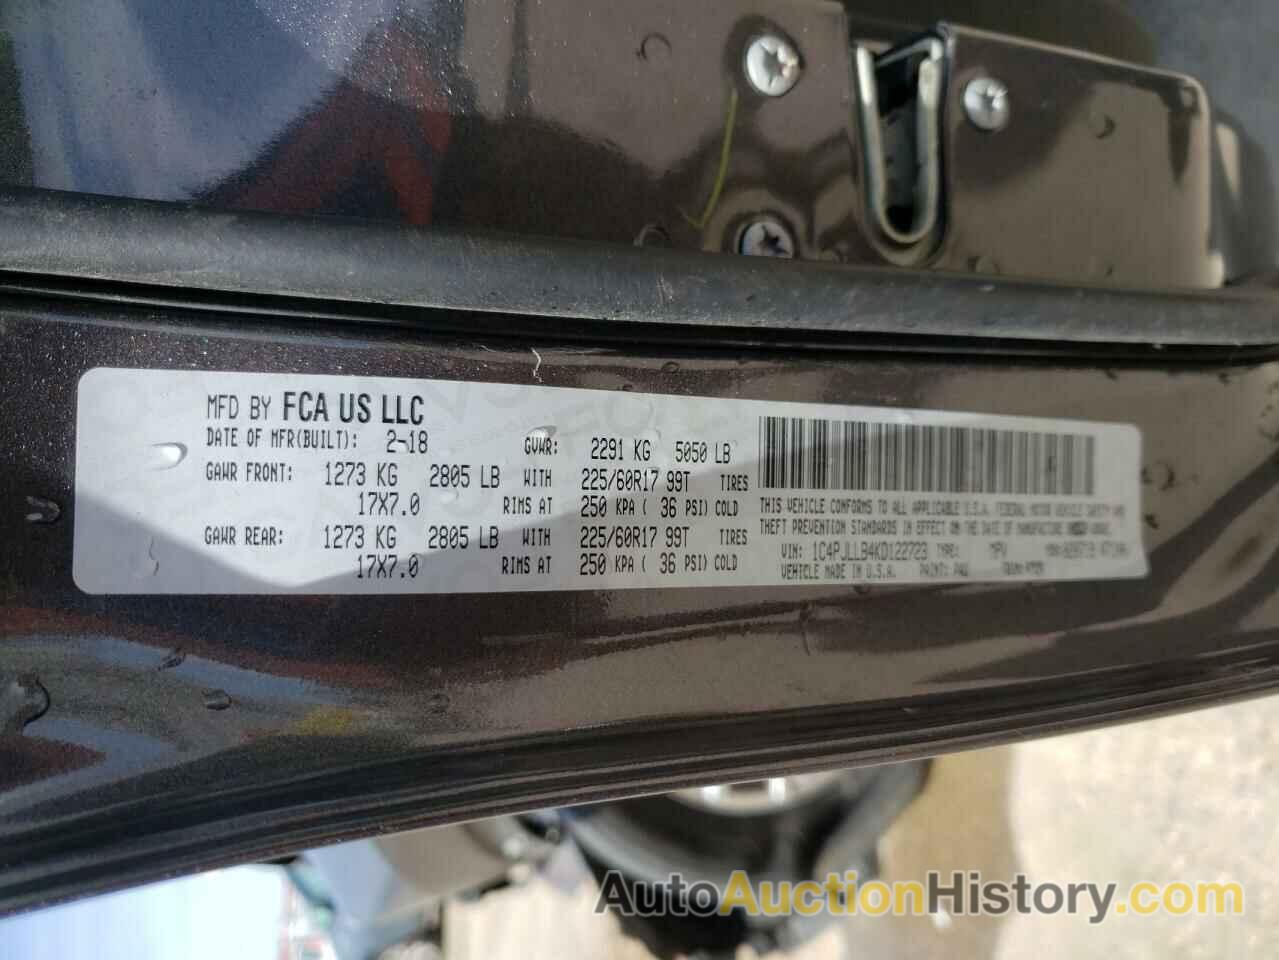 MFD BY FCA US LLC
DATE OF MFR(BUILT): 2-18 GVWR: 2291 KG 5050 LB
GAWR FRONT: 1273 KG 2805 LB WITH 225/60R17 99T TIRES
17X7.0 RIMS AT 250 KPA ( 36 PSI) COLD
GAWR REAR: 1273 KG 2805 LB WITH 225/60R17 99T TIRES
17X7.0 RIMS AT 250 KPA ( 36 PSI) COLD
THIS VEHICLE CONFORMS TO ALL APPLICABLE U.S.A. FEDERAL MOTOR VEHICLE SAFETY AND
THEFT PREVENTION STANDARDS IN EFFECT ON THE DATE OF MANUFACTURE SHOWN ABOVE.
VIN: 1C4PJLLB4KD122723 TYPE: MPV
VEHICLE MADE IN U.S.A. PAINT: PAU
AutoAuctionHistory.com